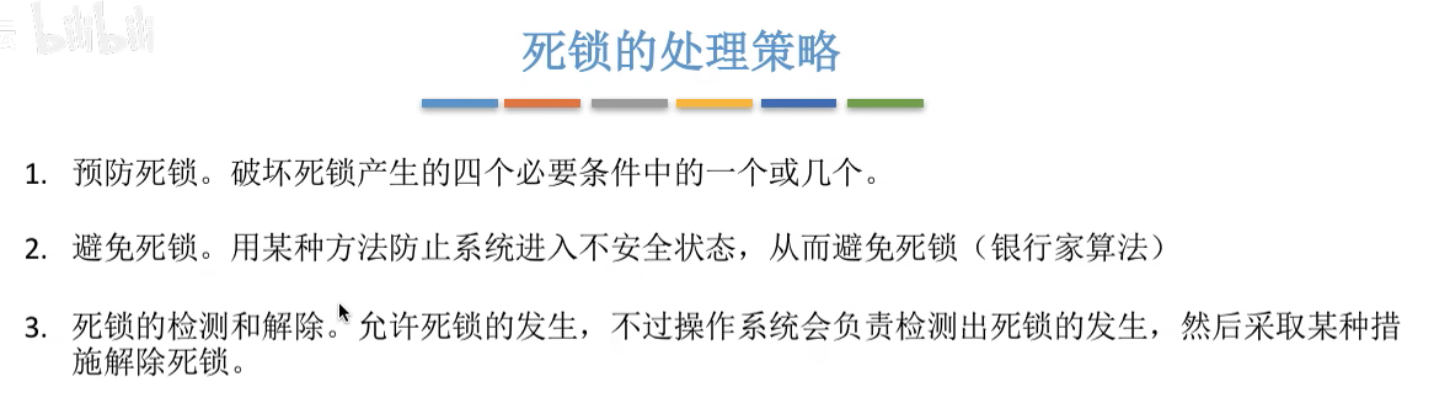 bilibili
死锁的处理策略
1. 预防死锁。破坏死锁产生的四个必要条件中的一个或几个。
2. 避免死锁。用某种方法防止系统进入不安全状态，从而避免死锁（银行家算法）
3. 死锁的检测和解除。允许死锁的发生，不过操作系统会负责检测出死锁的发生，然后采取某种措
施解除死锁。